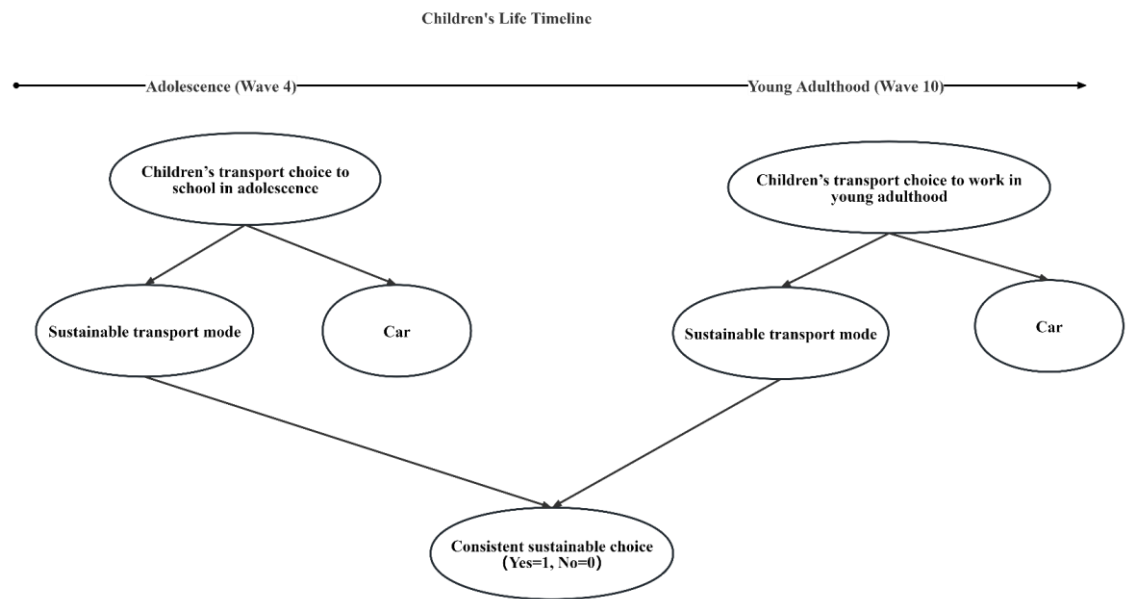 Children's Life Timeline
Adolescence (Wave 4)
Young Adulthood (Wave 10)
Children's transport choice to
school in adolescence
Children's transport choice to work in
young adulthood
Sustainable transport mode
Car
Sustainable transport mode
Car
Consistent sustainable choice
(Yes=1, No=0)